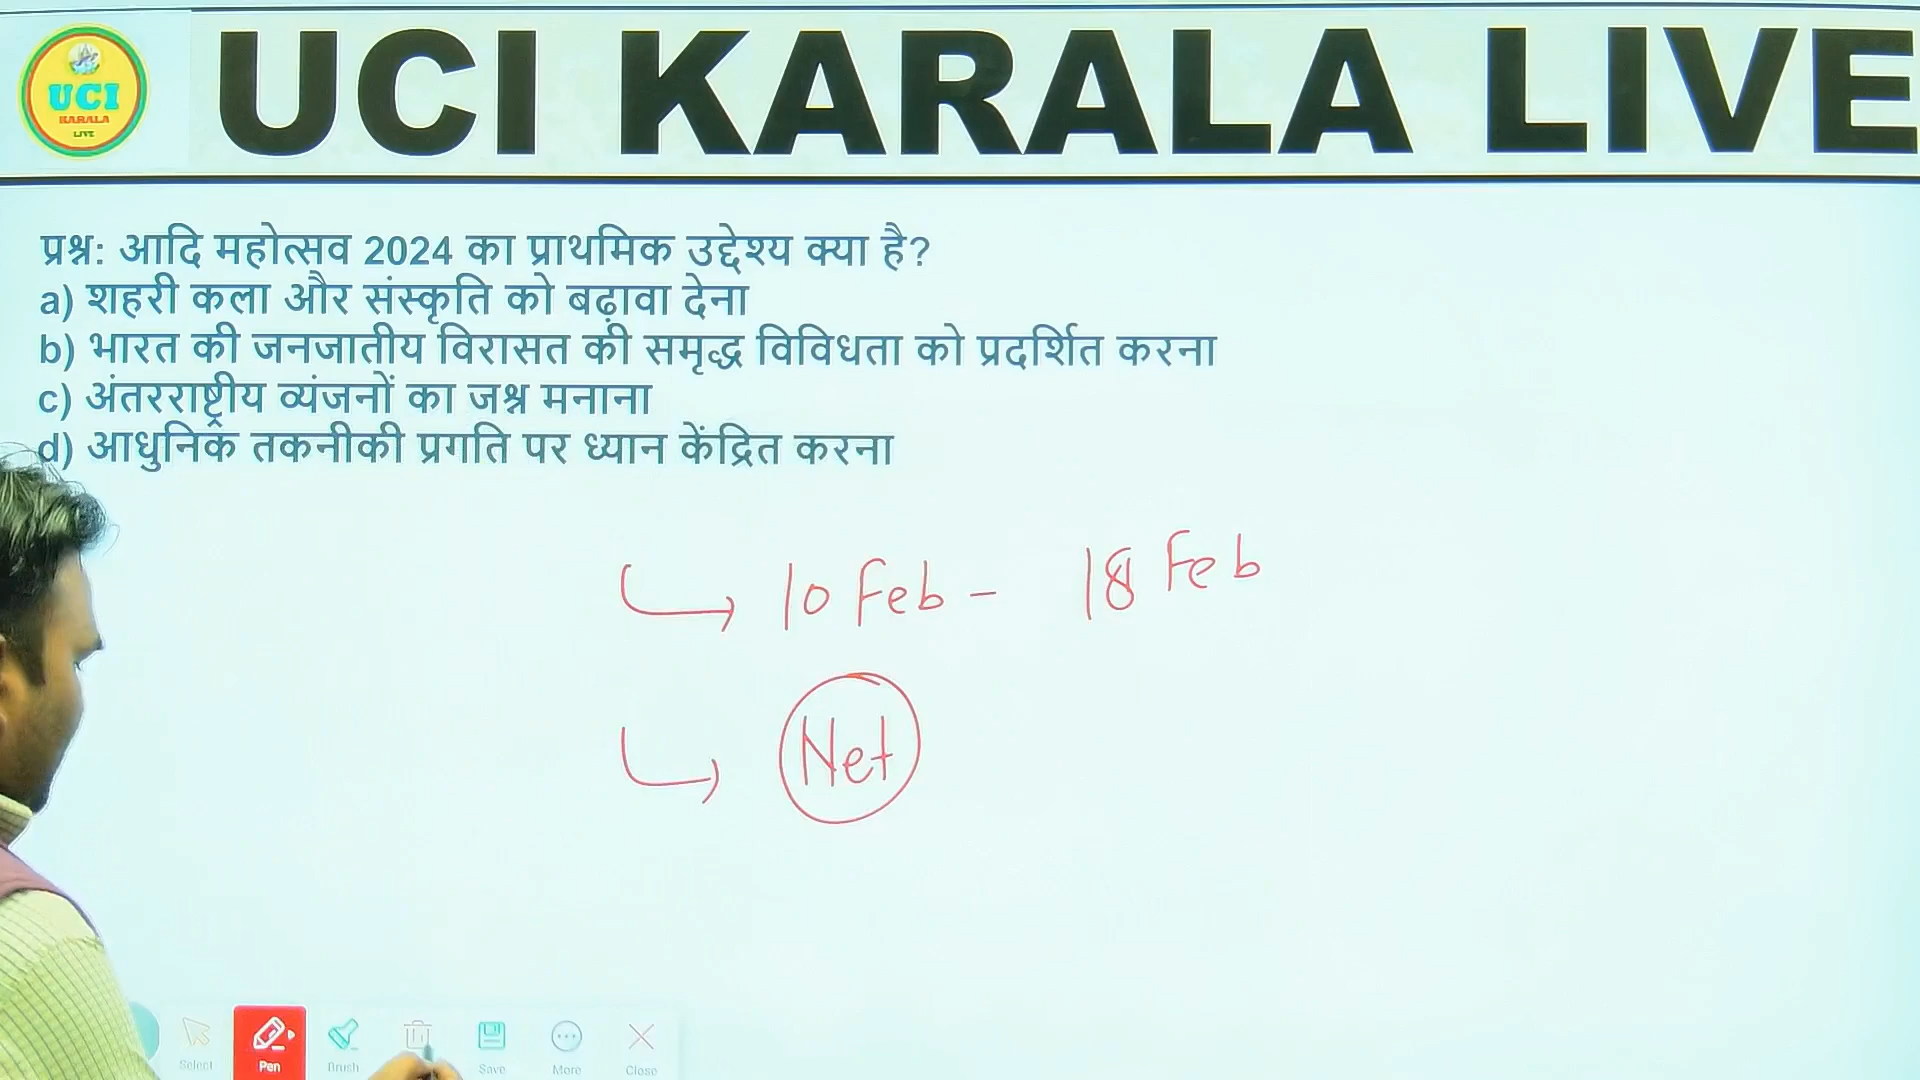 UCI KARALA LIVE
UCI
KARALA
LIVE
प्रश्न: आदि महोत्सव 2024 का प्राथमिक उद्देश्य क्या है?
a) शहरी कला और संस्कृति को बढ़ावा देना
b) भारत की जनजातीय विरासत की समृद्ध विविधता को प्रदर्शित करना
c) अंतरराष्ट्रीय व्यंजनों का जश्न मनाना
d) आधुनिक तकनीकी प्रगति पर ध्यान केंद्रित करना
10 Feb - 18 Feb
Net
Select Pen Brush Save More Close